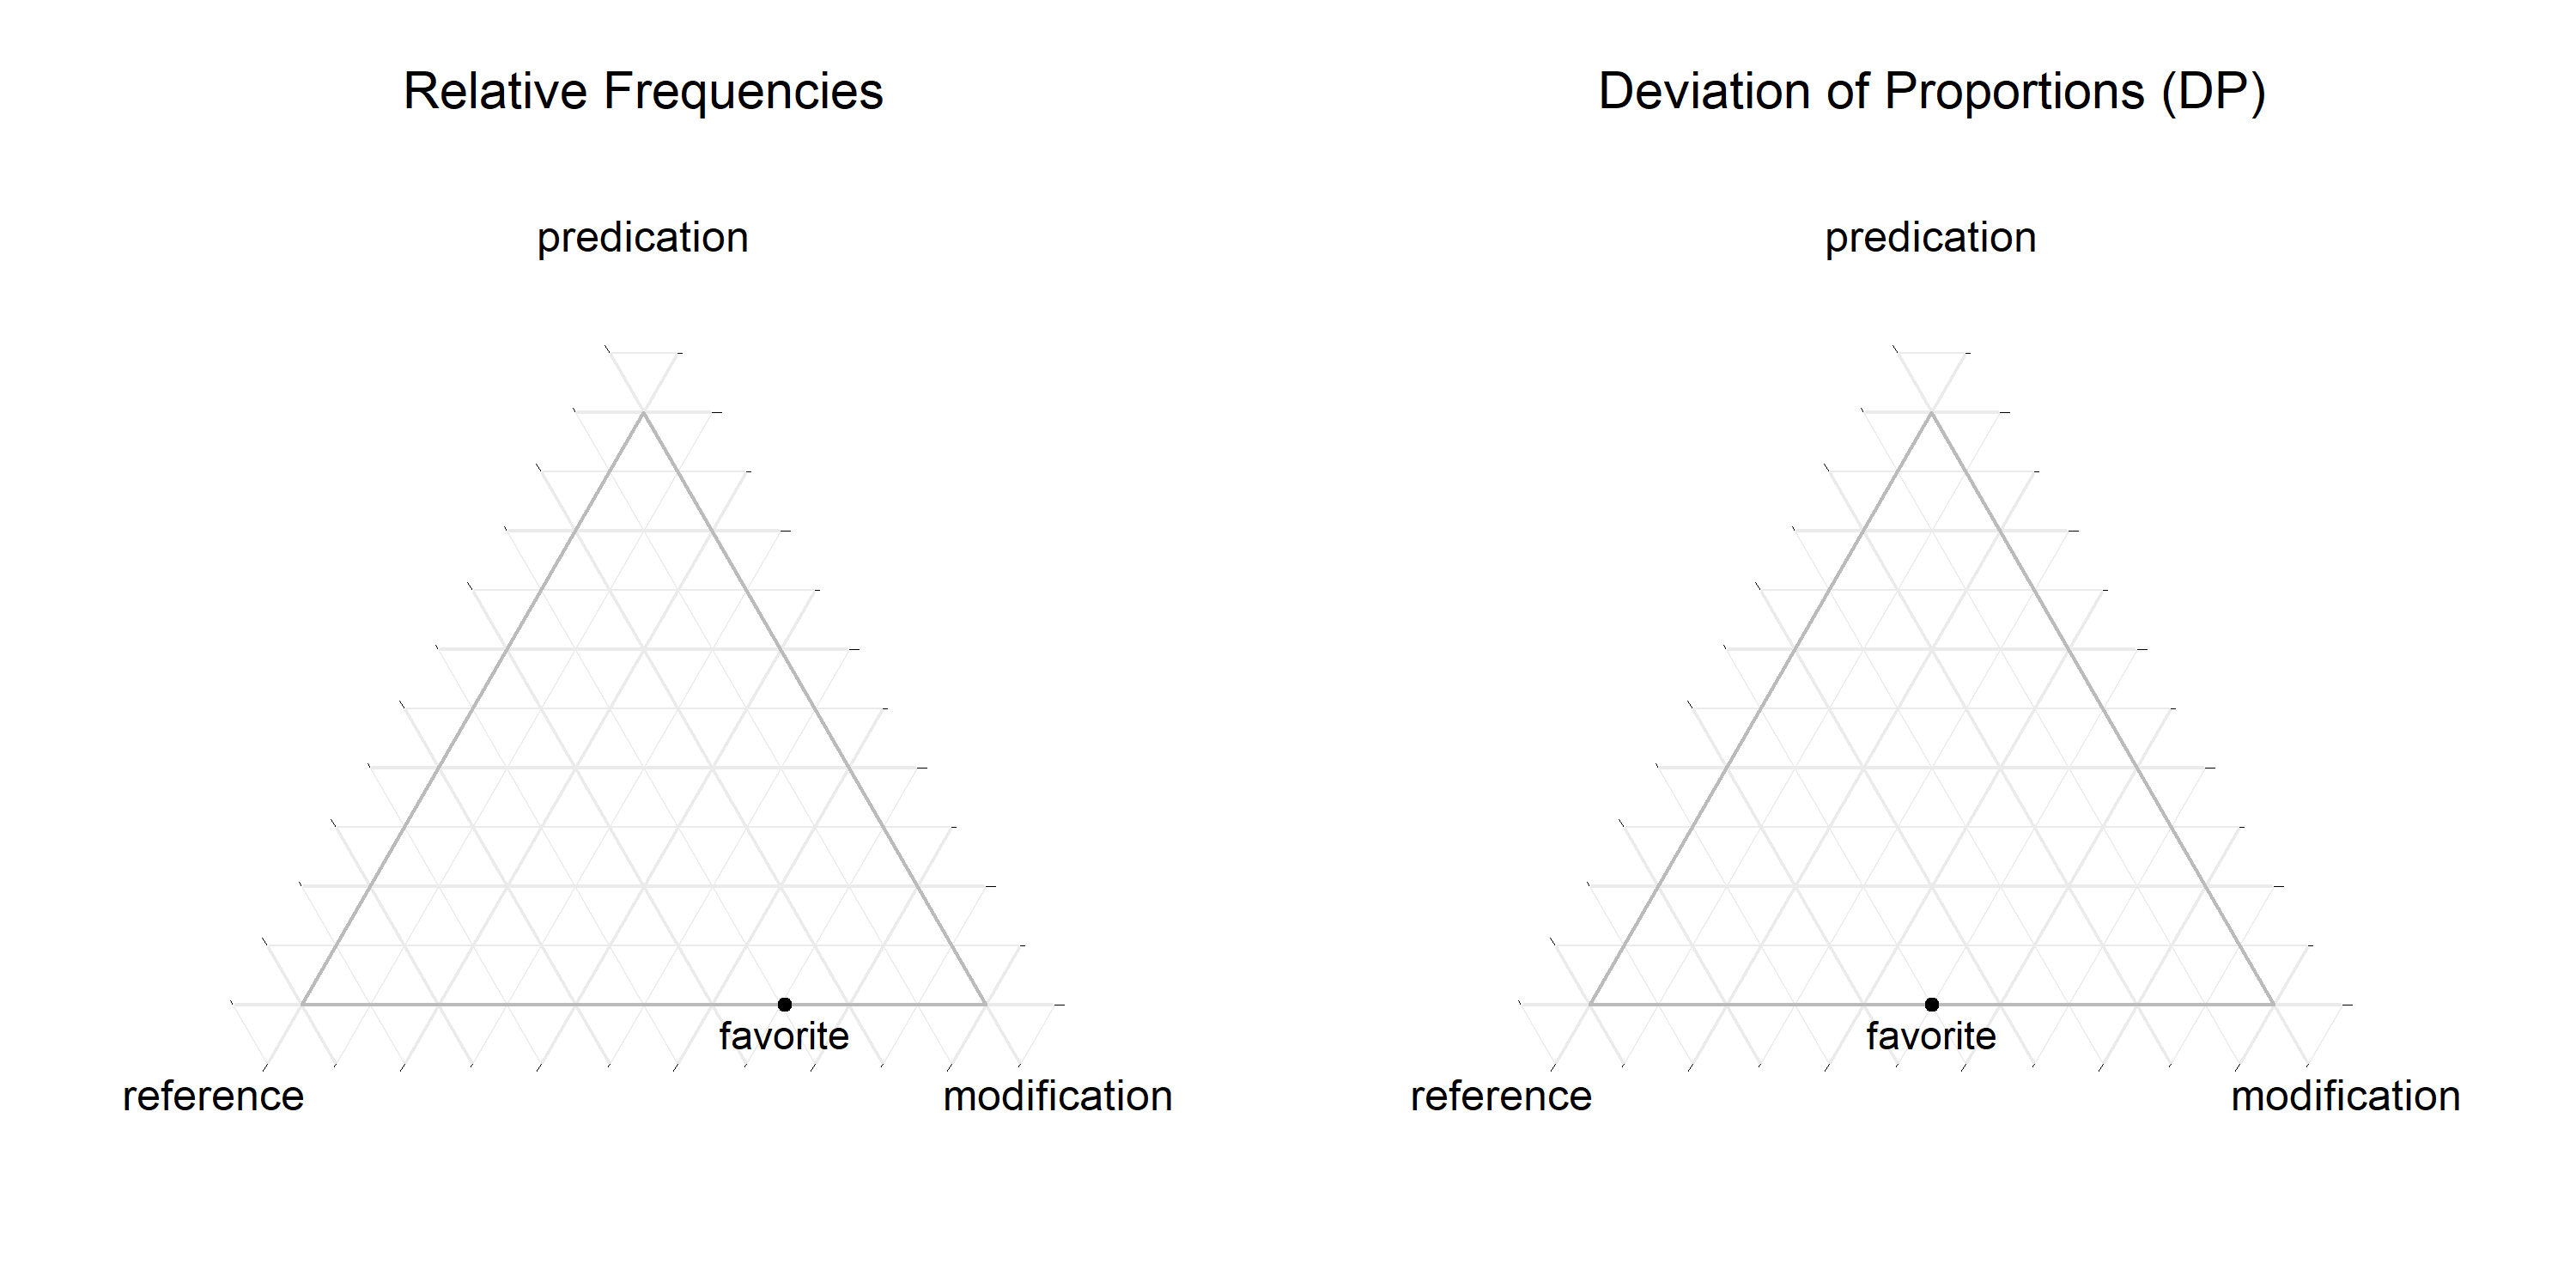 Relative Frequencies
predication
favorite
reference
modification
Deviation of Proportions (DP)
predication
favorite
reference
modification